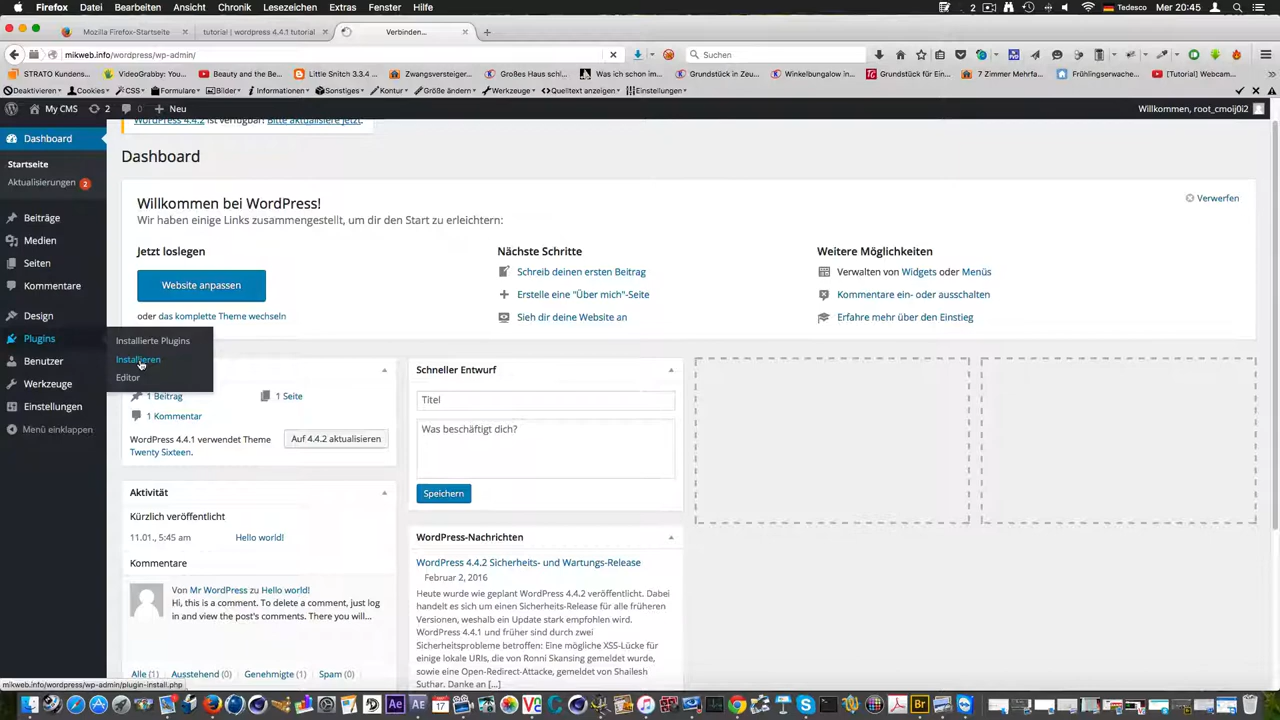 Firefox Datei Bearbeiten Ansicht Chronik Lesezeichen Extras Fenster Hilfe
2 Tedesco Mer 20:45
Mozilla Firefox-Startseite
tutorial | wordpress 4.4.1 tutorial
Verbinden...
mikweb.info/wordpress/wp-admin/
Suchen
STRATO Kundens...
VideoGrabby: You...
Beauty and the Be...
Little Snitch 3.3.4
Zwangsversteiger...
Großes Haus schl...
Was ich schon im...
Grundstück in Zeu...
Winkelbungalow in...
Grundstück für Ein...
7 Zimmer Mehrfa...
Frühlingserwache...
[Tutorial] Webcam...
Deaktivieren
Cookies
CSS
Formulare
Bilder
Informationen
Sonstiges
Kontur
Größe ändern
Werkzeuge
Quelltext anzeigen
Einstellungen
My CMS
2
0
Neu
Willkommen, root_cmoij0i2
Dashboard
Startseite
Aktualisierungen 2
Beiträge
Medien
Seiten
Kommentare
Design
Plugins
Benutzer
Werkzeuge
Einstellungen
Menü einklappen
Installierte Plugins
Installieren
Editor
WordPress 4.4.2 ist verfügbar! Bitte aktualisiere jetzt.
Dashboard
Willkommen bei WordPress!
Verwerfen
Wir haben einige Links zusammengestellt, um dir den Start zu erleichtern:
Jetzt loslegen
Website anpassen
oder das komplette Theme wechseln
Nächste Schritte
Schreib deinen ersten Beitrag
Erstelle eine "Über mich"-Seite
Sieh dir deine Website an
Weitere Möglichkeiten
Verwalten von Widgets oder Menüs
Kommentare ein- oder ausschalten
Erfahre mehr über den Einstieg
1 Beitrag
1 Seite
1 Kommentar
WordPress 4.4.1 verwendet Theme
Twenty Sixteen.
Auf 4.4.2 aktualisieren
Aktivität
Kürzlich veröffentlicht
11.01., 5:45 am Hello world!
Kommentare
Von Mr WordPress zu Hello world!
Hi, this is a comment. To delete a comment, just log
in and view the post's comments. There you will...
Alle (1) Ausstehend (0) Genehmigte (1) Spam (0)
Schneller Entwurf
Titel
Was beschäftigt dich?
Speichern
WordPress-Nachrichten
WordPress 4.4.2 Sicherheits- und Wartungs-Release
Februar 2, 2016
Heute wurde wie geplant WordPress 4.4.2 veröffentlicht. Dabei
handelt es sich um einen Sicherheits-Release für alle früheren
Versionen, weshalb ein Update stark empfohlen wird.
WordPress 4.4.1 und früher sind durch zwei
Sicherheitsprobleme betroffen: Eine mögliche XSS-Lücke für
einige lokale URIs, die von Ronni Skansing gemeldet wurde,
sowie eine Open-Redirect-Attacke, gemeldet von Shailesh
Suthar. Danke an [...]
mikweb.info/wordpress/wp-admin/plugin-install.php
Ae
AE
17
Br